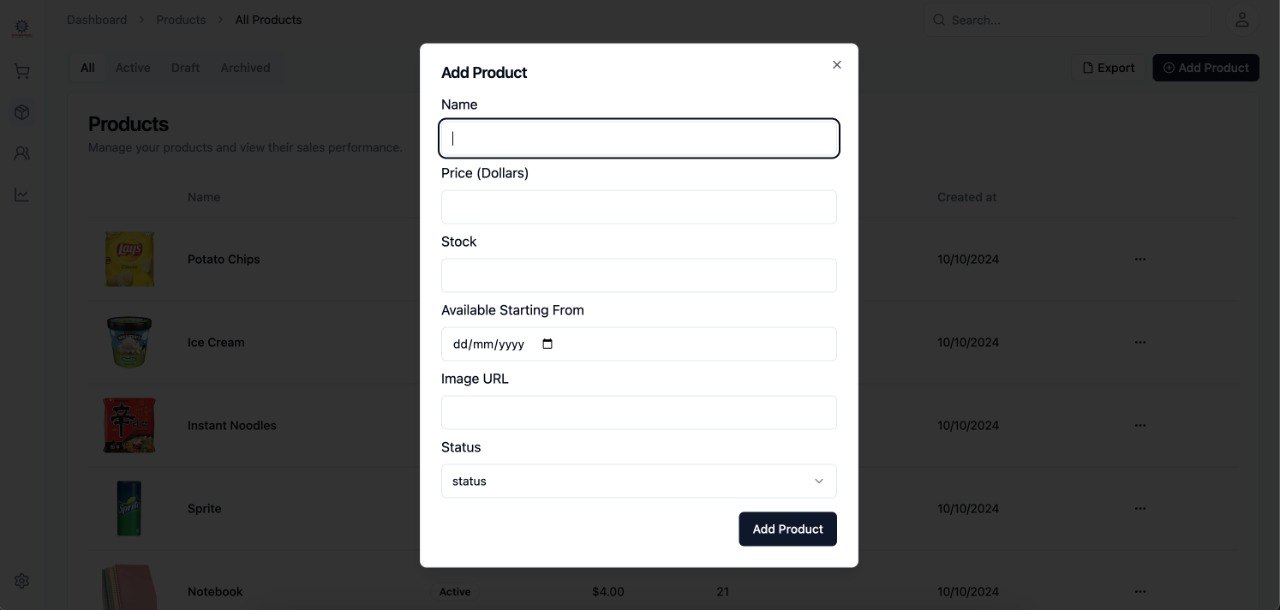 Dashboard > Products > All Products
Search...
All Active Draft Archived
Export
Add Product
Products
Manage your products and view their sales performance.
Name
Created at
Lay's
Potato Chips
10/10/2024
Ice Cream
10/10/2024
辛
Instant Noodles
10/10/2024
Sprite
Sprite
10/10/2024
Notebook
Active
$4.00
21
10/10/2024
Add Product
Name
Price (Dollars)
Stock
Available Starting From
dd/mm/yyyy
Image URL
Status
status
Add Product